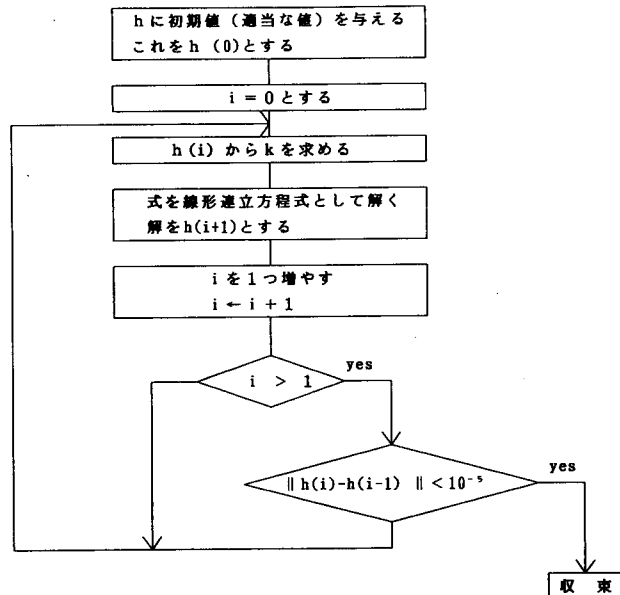 hに初期値(適当な値)を与える
これをh(0)とする
i=0とする
h(i)からkを求める
式を線形連立方程式として解く
解をh(i+1)とする
iを1つ増やす
i←i+1
i > 1
yes
‖h(i)-h(i-1)‖<10⁻⁵
yes
収 束